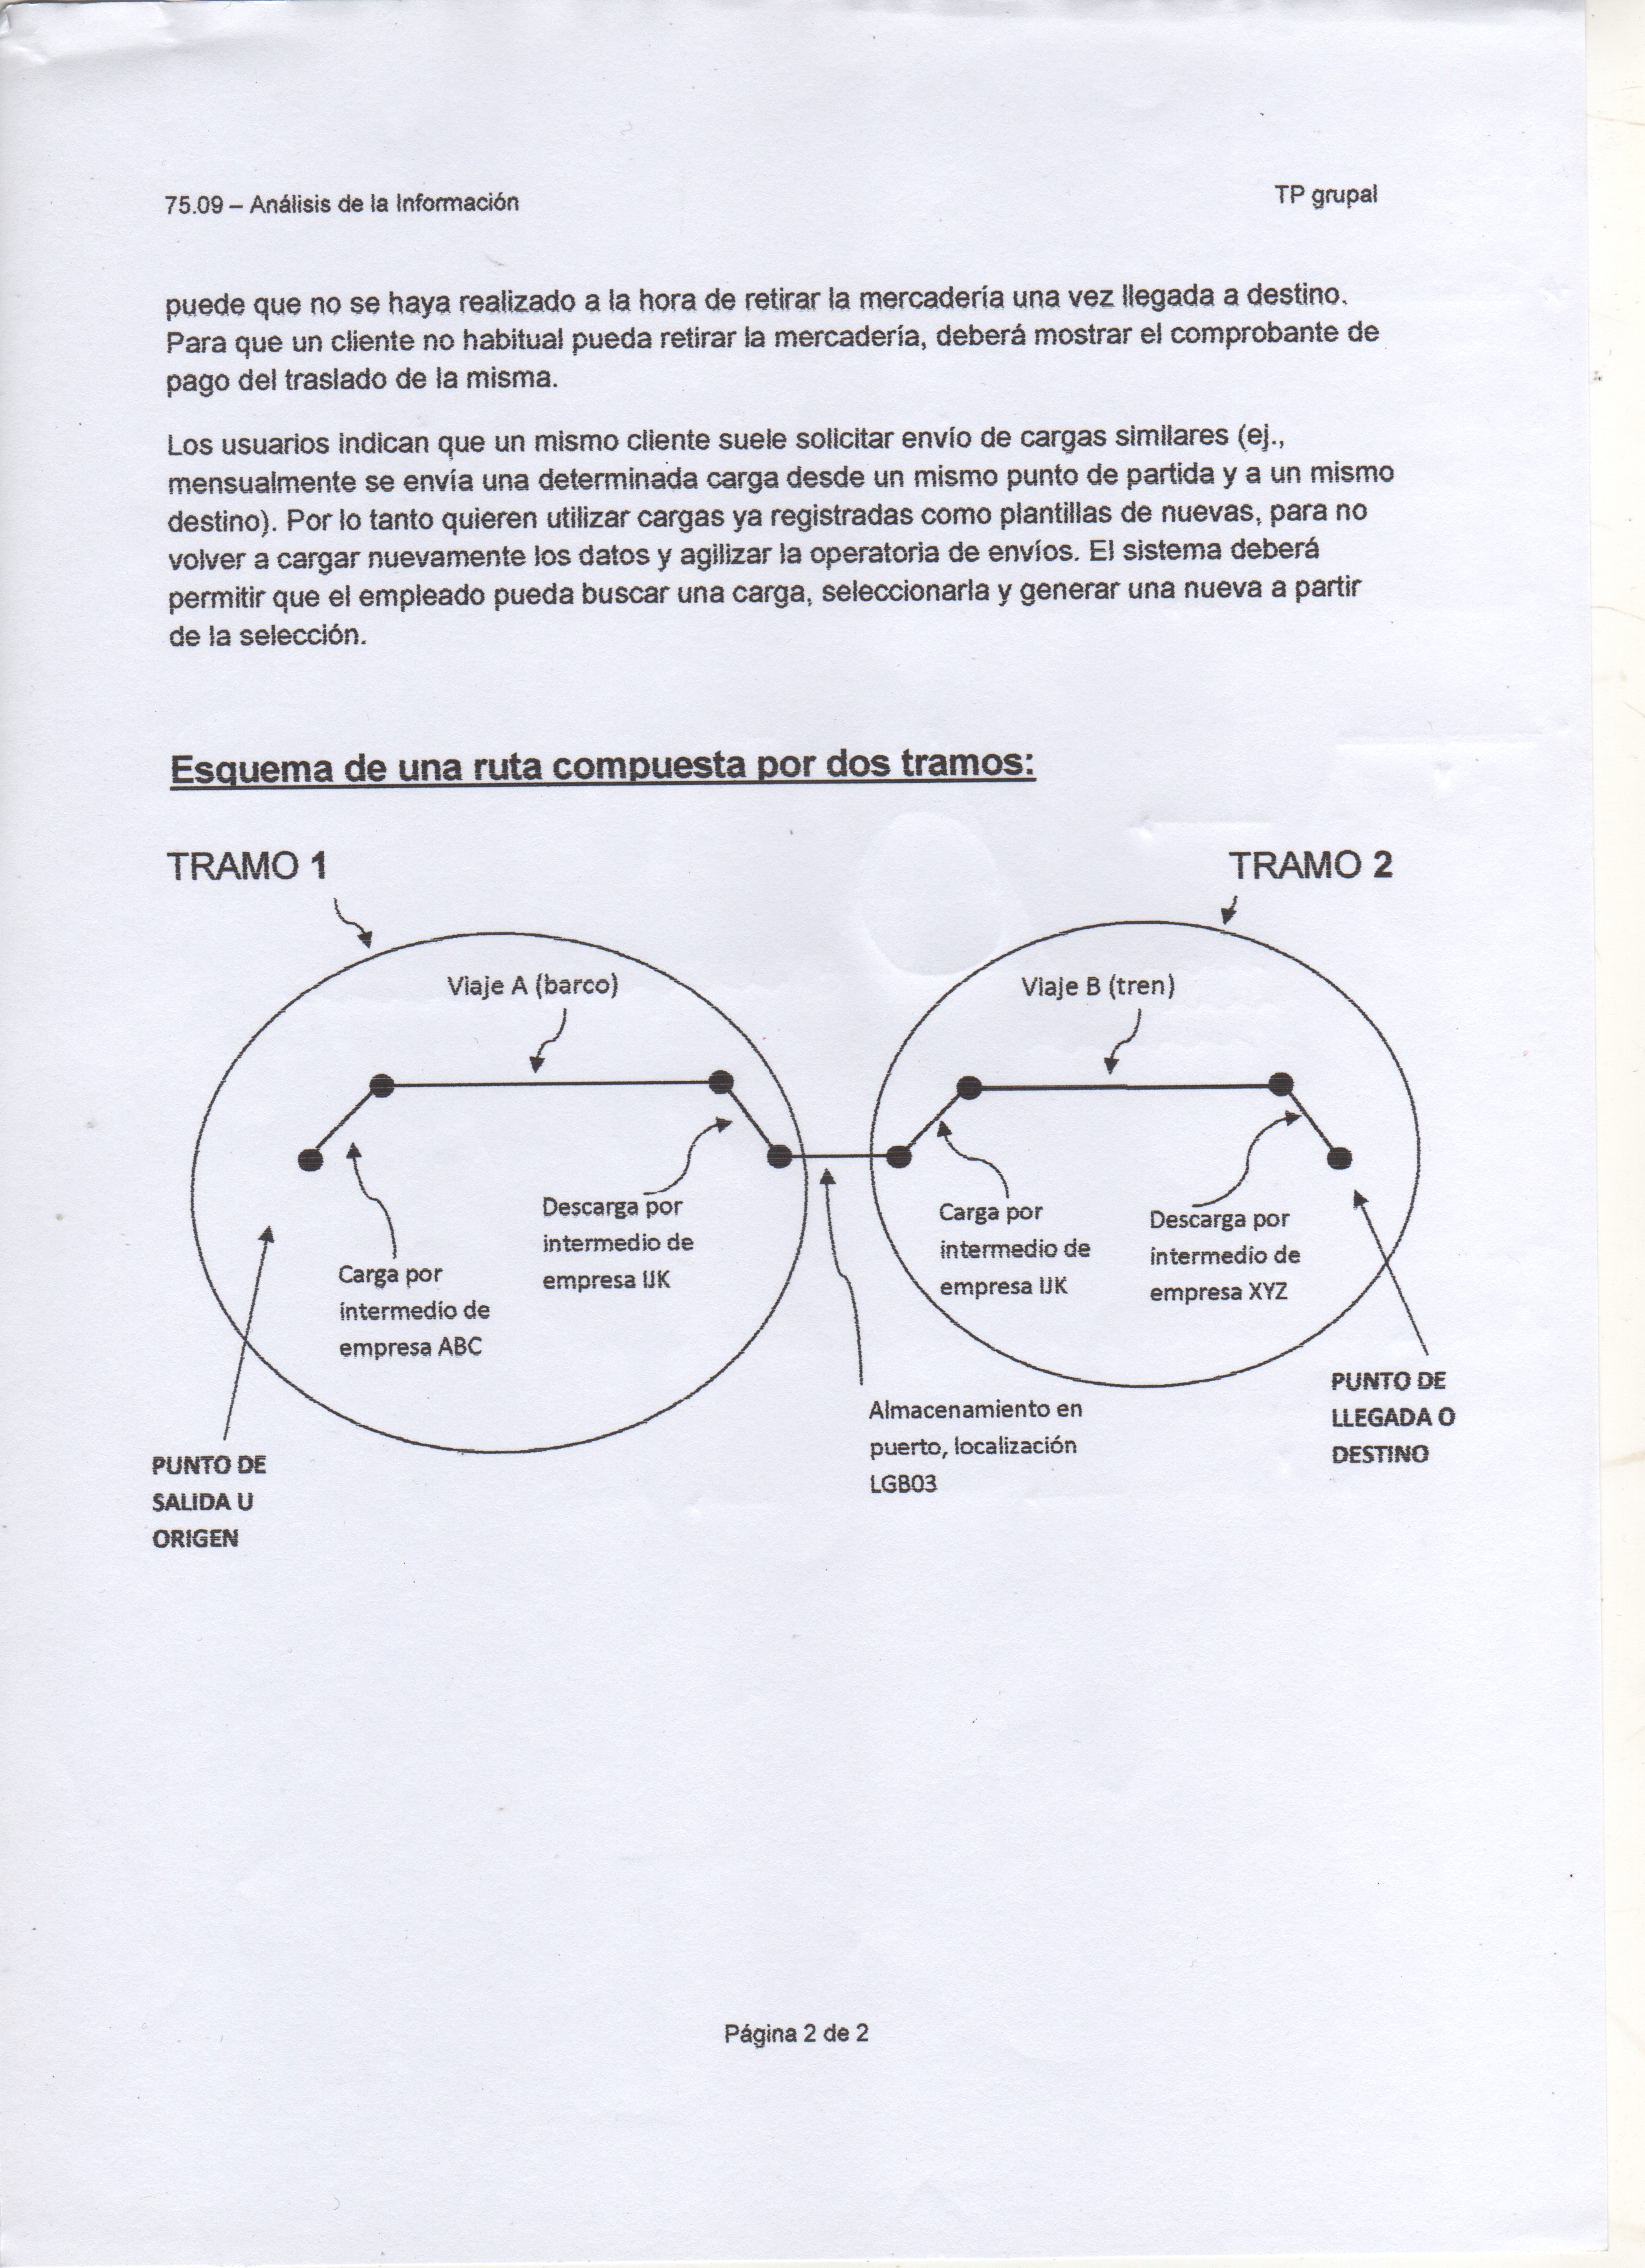 75.09 – Análisis de la Información
TP grupal
puede que no se haya realizado a la hora de retirar la mercadería una vez llegada a destino.
Para que un cliente no habitual pueda retirar la mercadería, deberá mostrar el comprobante de
pago del traslado de la misma.
Los usuarios indican que un mismo cliente suele solicitar envío de cargas similares (ej.,
mensualmente se envía una determinada carga desde un mismo punto de partida y a un mismo
destino). Por lo tanto quieren utilizar cargas ya registradas como plantillas de nuevas, para no
volver a cargar nuevamente los datos y agilizar la operatoria de envíos. El sistema deberá
permitir que el empleado pueda buscar una carga, seleccionarla y generar una nueva a partir
de la selección.
Esquema de una ruta compuesta por dos tramos:
TRAMO 1
TRAMO 2
Viaje A (barco)
Viaje B (tren)
Descarga por
intermedio de
empresa IJK
Carga por
intermedio de
empresa ABC
Carga por
intermedio de
empresa IJK
Descarga por
intermedio de
empresa XYZ
PUNTO DE
SALIDA U
ORIGEN
Almacenamiento en
puerto, localización
LGB03
PUNTO DE
LLEGADA O
DESTINO
Página 2 de 2